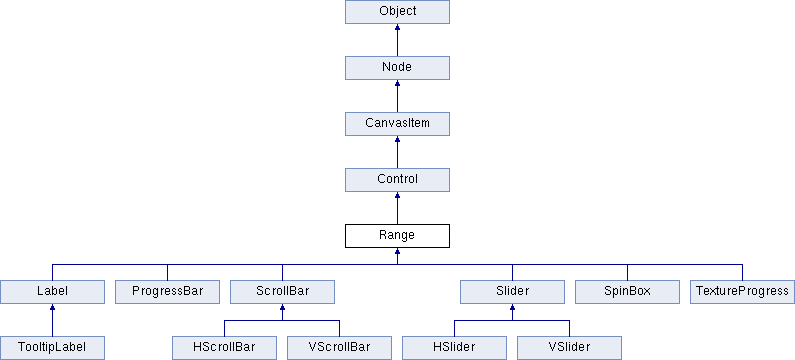 Object
Node
CanvasItem
Control
Range
Label ProgressBar ScrollBar Slider SpinBox TextureProgress
TooltipLabel HScrollBar VScrollBar HSlider VSlider